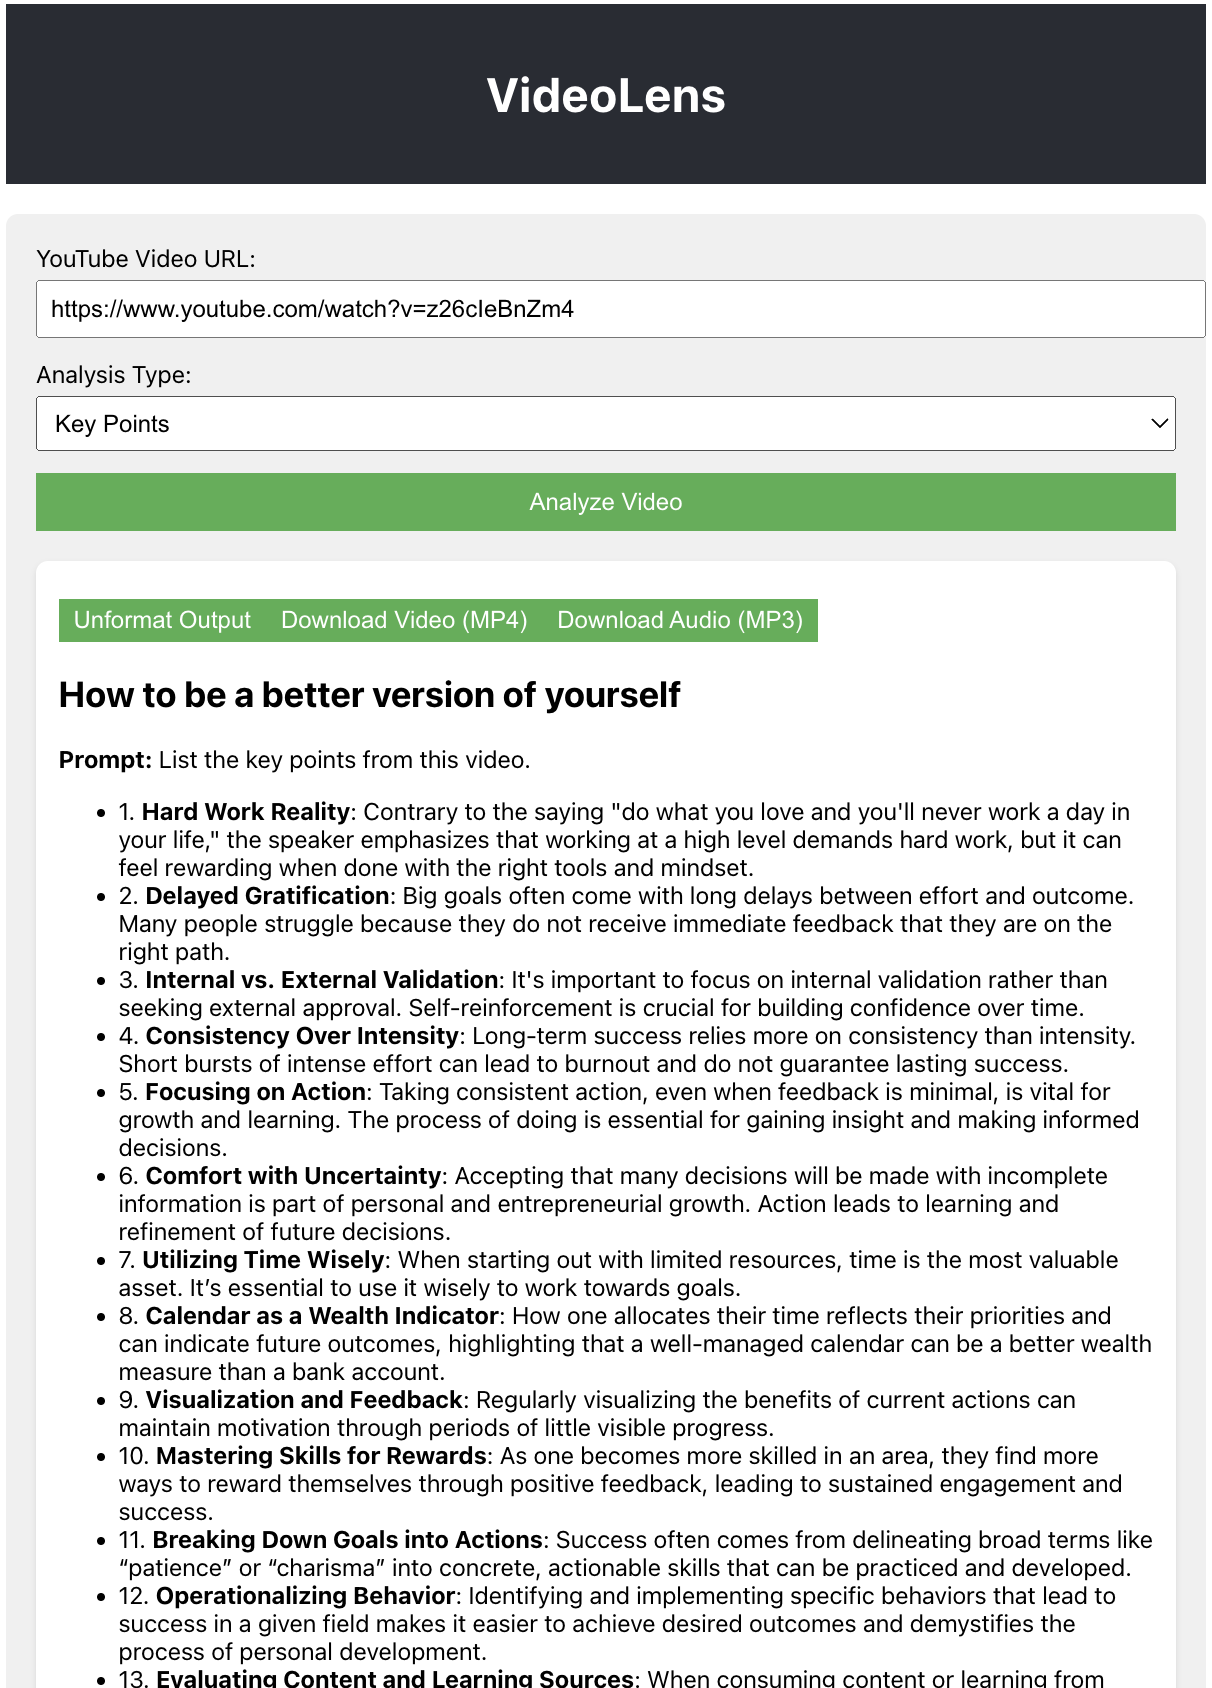 VideoLens
YouTube Video URL:
https://www.youtube.com/watch?v=z26cIeBnZm4
Analysis Type:
Key Points
Analyze Video
Unformat Output Download Video (MP4) Download Audio (MP3)
How to be a better version of yourself
Prompt: List the key points from this video.
• 1. Hard Work Reality: Contrary to the saying "do what you love and you'll never work a day in
your life," the speaker emphasizes that working at a high level demands hard work, but it can
feel rewarding when done with the right tools and mindset.
• 2. Delayed Gratification: Big goals often come with long delays between effort and outcome.
Many people struggle because they do not receive immediate feedback that they are on the
right path.
• 3. Internal vs. External Validation: It's important to focus on internal validation rather than
seeking external approval. Self-reinforcement is crucial for building confidence over time.
• 4. Consistency Over Intensity: Long-term success relies more on consistency than intensity.
Short bursts of intense effort can lead to burnout and do not guarantee lasting success.
• 5. Focusing on Action: Taking consistent action, even when feedback is minimal, is vital for
growth and learning. The process of doing is essential for gaining insight and making informed
decisions.
• 6. Comfort with Uncertainty: Accepting that many decisions will be made with incomplete
information is part of personal and entrepreneurial growth. Action leads to learning and
refinement of future decisions.
• 7. Utilizing Time Wisely: When starting out with limited resources, time is the most valuable
asset. It’s essential to use it wisely to work towards goals.
• 8. Calendar as a Wealth Indicator: How one allocates their time reflects their priorities and
can indicate future outcomes, highlighting that a well-managed calendar can be a better wealth
measure than a bank account.
• 9. Visualization and Feedback: Regularly visualizing the benefits of current actions can
maintain motivation through periods of little visible progress.
• 10. Mastering Skills for Rewards: As one becomes more skilled in an area, they find more
ways to reward themselves through positive feedback, leading to sustained engagement and
success.
• 11. Breaking Down Goals into Actions: Success often comes from delineating broad terms like
“patience” or “charisma” into concrete, actionable skills that can be practiced and developed.
• 12. Operationalizing Behavior: Identifying and implementing specific behaviors that lead to
success in a given field makes it easier to achieve desired outcomes and demystifies the
process of personal development.
• 13. Evaluating Content and Learning Sources: When consuming content or learning from